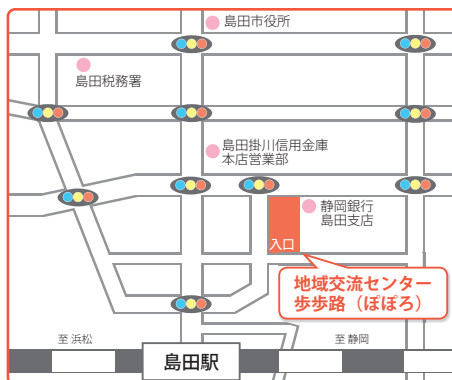 島田市役所
島田税務署
島田掛川信用金庫
本店営業部
静岡銀行
島田支店
入口
地域交流センター
歩歩路（ぽぽろ）
至 浜松
至 静岡
島田駅